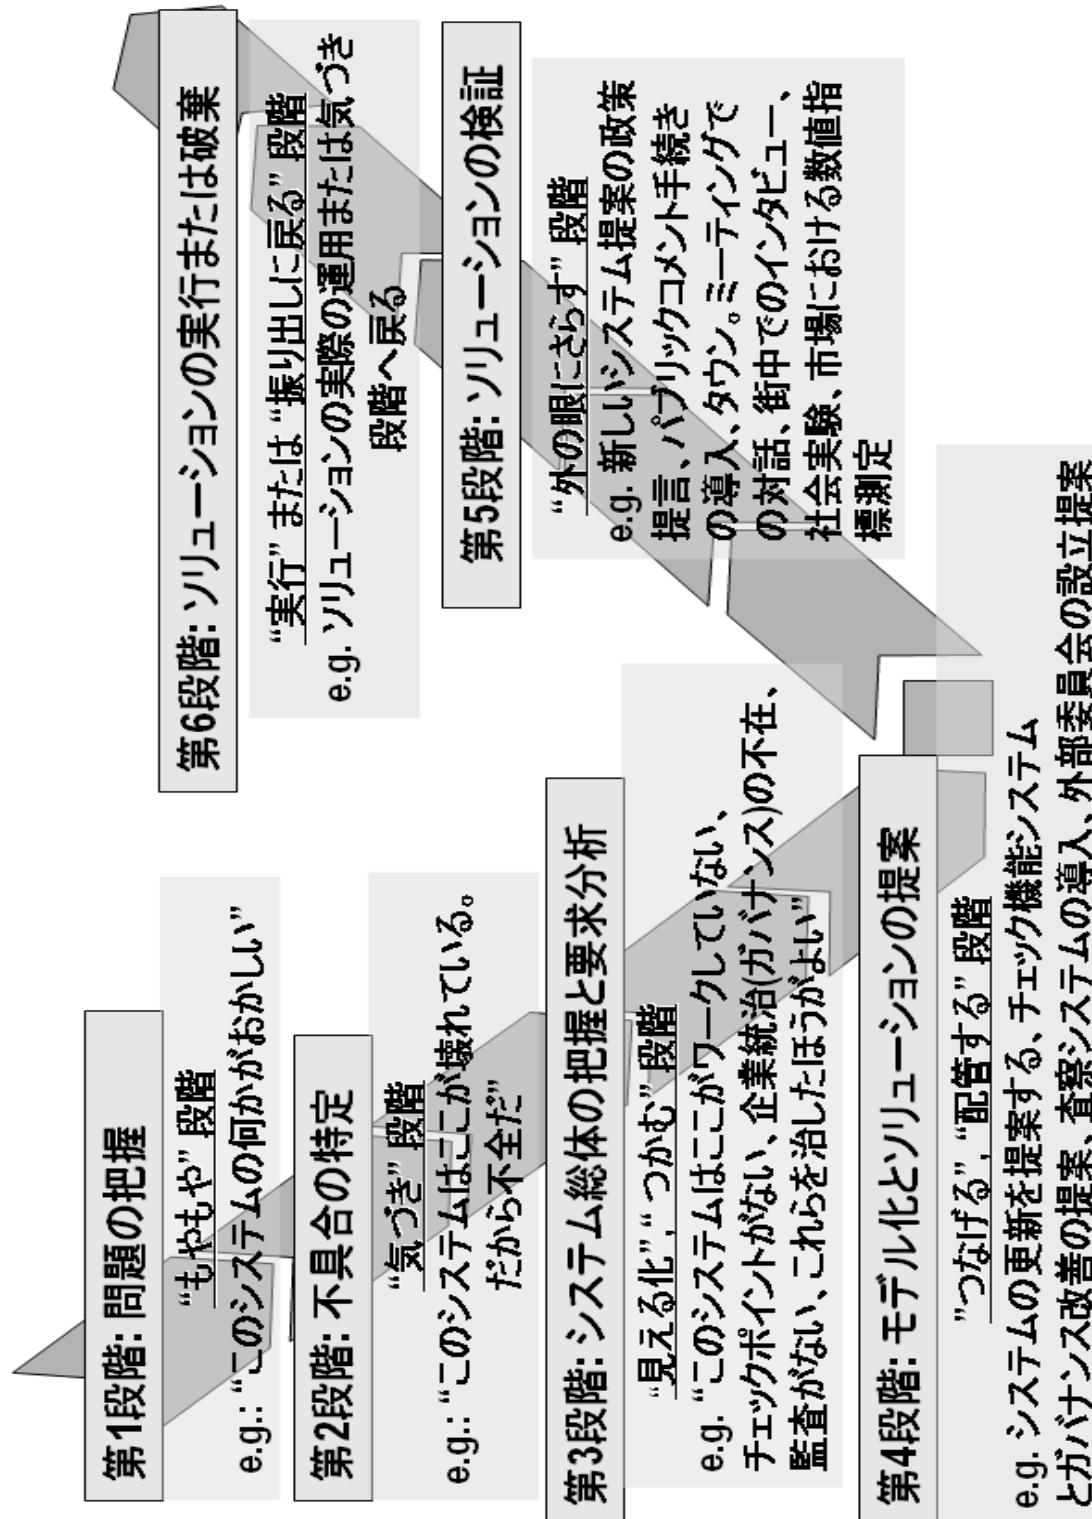 第1段階: 問題の把握
“もやもや” 段階
e.g.: “このシステムの何かがおかしい”
第2段階: 不具合の特定
“気づき” 段階
e.g.: “このシステムはここが壊れている。
だから不全だ”
第3段階: システム総体の把握と要求分析
“見える化”, “つかむ” 段階
e.g. “このシステムはここがワークしていない、
チェックポイントがない、企業統治(ガバナンス)の不在、
監査がない、これらを治したほうがよい”
第4段階: モデル化とソリューションの提案
”つなげる”, “配管する” 段階
e.g. システムの更新を提案する、チェック機能システム
とガバナンス改善の提案、査察システムの導入、外部委員会の設立提案
第5段階: ソリューションの検証
“外の眼にさらす” 段階
e.g. 新しいシステム提案の政策
提言、パブリックコメント手続き
の導入、タウン。ミーティングで
の対話、街中でのインタビュー、
社会実験、市場における数値指
標測定
第6段階: ソリューションの実行または破棄
“実行” または “振り出しに戻る” 段階
e.g. ソリューションの実際の運用または気づき
段階へ戻る